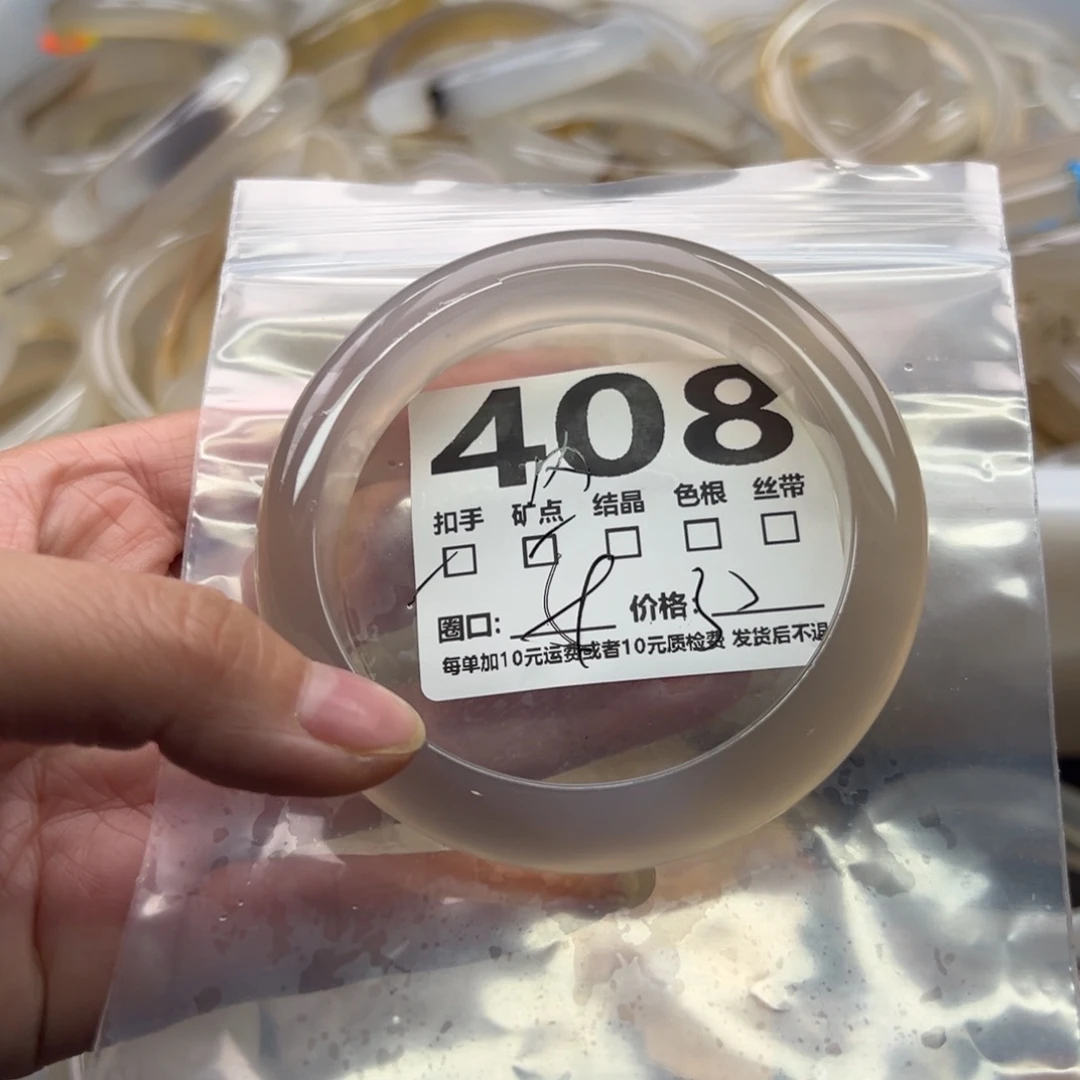 408
扣手 矿点 结晶 色根 丝带
圈口: 价格:
每单加10元运费或者10元质检费 发货后不退